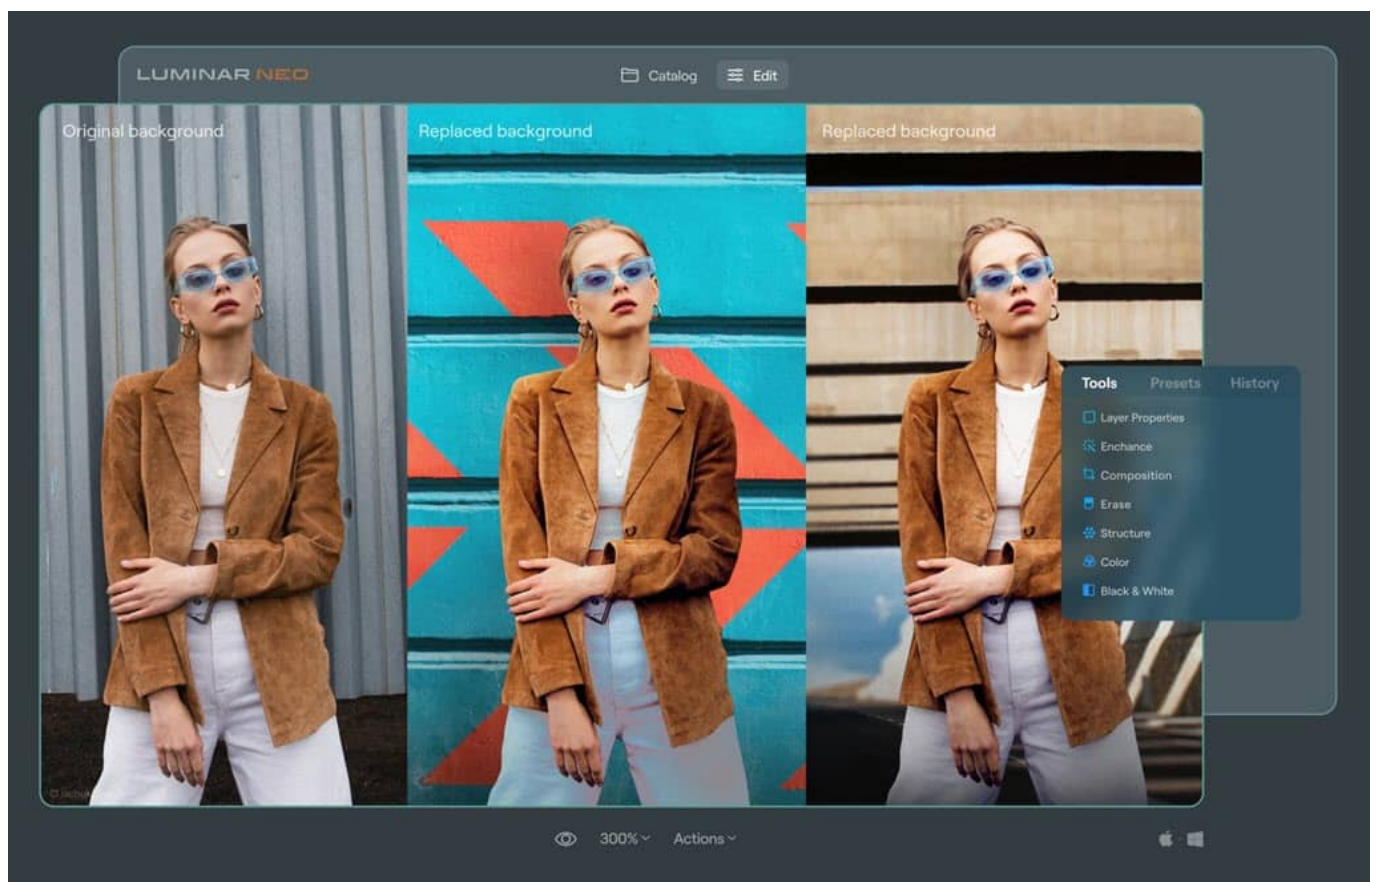 LUMINAR NEO
Catalog
Edit
Original background
Replaced background
Replaced background
Tools
Presets
History
Layer Properties
Enchance
Composition
Erase
Structure
Color
Black & White
300%
Actions